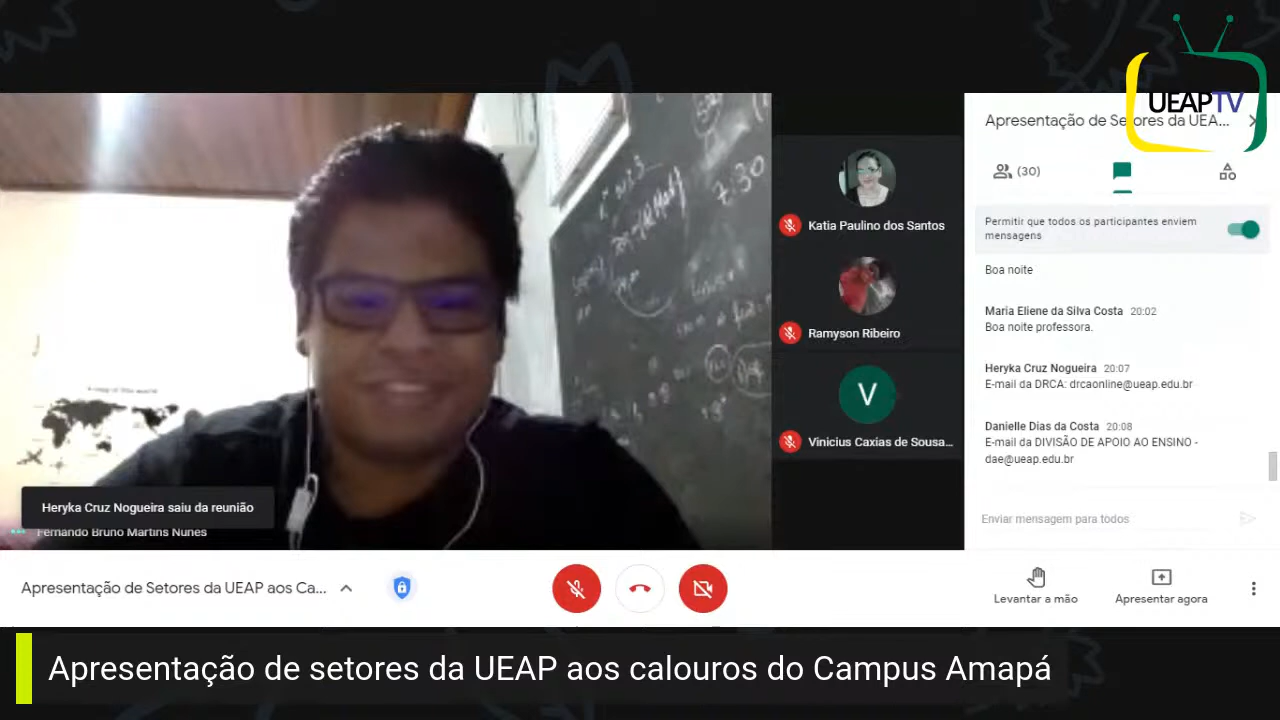 UEAPTV
Apresentação de Setores da UEA...
(30)
Permitir que todos os participantes enviem
mensagens
Boa noite
Maria Eliene da Silva Costa 20:02
Boa noite professora.
Heryka Cruz Nogueira 20:07
E-mail da DRCA: drcaonline@ueap.edu.br
Danielle Dias da Costa 20:08
E-mail da DIVISÃO DE APOIO AO ENSINO -
dae@ueap.edu.br
Enviar mensagem para todos
Katia Paulino dos Santos
Ramyson Ribeiro
V
Vinicius Caxias de Sousa...
7:30
Heryka Cruz Nogueira saiu da reunião
Fernando Bruno Martins Nunes
Apresentação de Setores da UEAP aos Ca...
Levantar a mão
Apresentar agora
Apresentação de setores da UEAP aos calouros do Campus Amapá